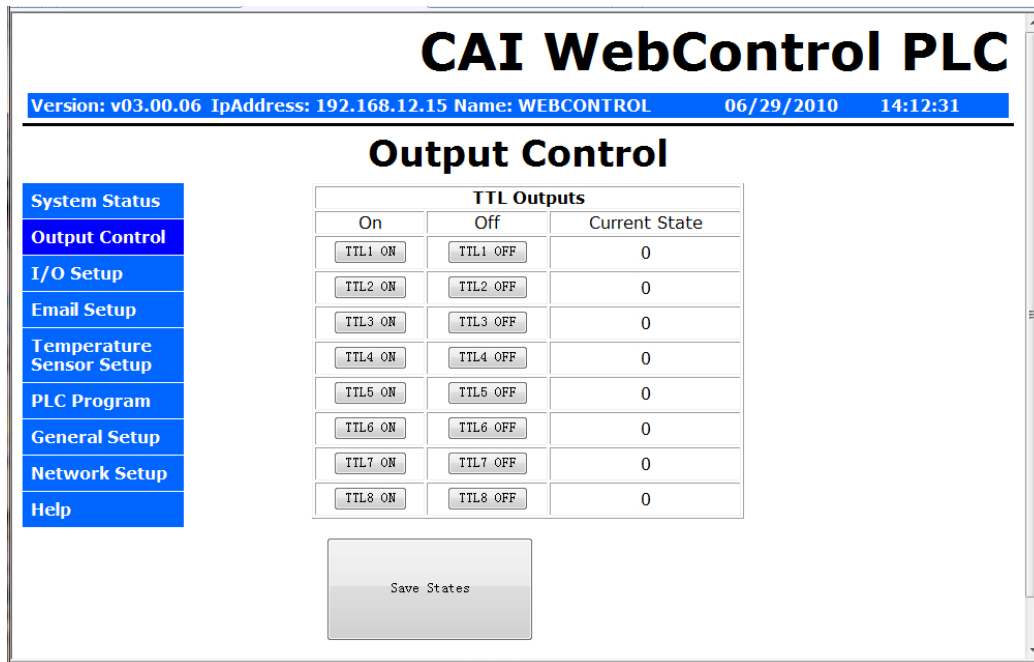 CAI WebControl PLC
Version: v03.00.06 IpAddress: 192.168.12.15 Name: WEBCONTROL 06/29/2010 14:12:31
Output Control
System Status
Output Control
I/O Setup
Email Setup
Temperature
Sensor Setup
PLC Program
General Setup
Network Setup
Help
TTL Outputs
On Off Current State
TTL1 ON TTL1 OFF 0
TTL2 ON TTL2 OFF 0
TTL3 ON TTL3 OFF 0
TTL4 ON TTL4 OFF 0
TTL5 ON TTL5 OFF 0
TTL6 ON TTL6 OFF 0
TTL7 ON TTL7 OFF 0
TTL8 ON TTL8 OFF 0
Save States